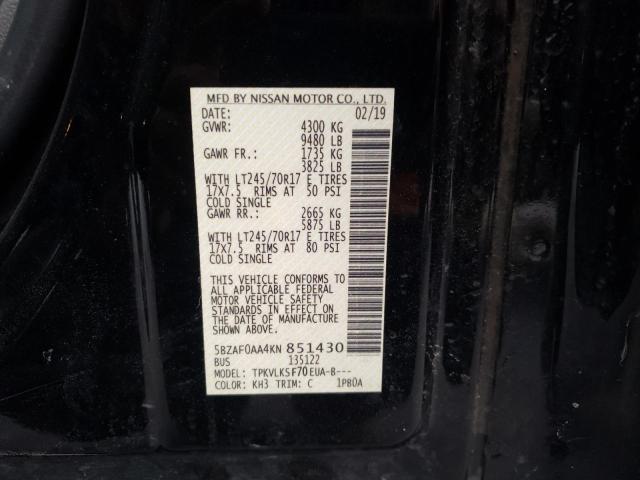 MFD BY NISSAN MOTOR CO., LTD.
DATE: 02/19
GVWR: 4300 KG
9480 LB
GAWR FR.: 1735 KG
3825 LB
WITH LT245/70R17 E TIRES
17X7.5 RIMS AT 50 PSI
COLD SINGLE
GAWR RR.: 2665 KG
5875 LB
WITH LT245/70R17 E TIRES
17X7.5 RIMS AT 80 PSI
COLD SINGLE
THIS VEHICLE CONFORMS TO
ALL APPLICABLE FEDERAL
MOTOR VEHICLE SAFETY
STANDARDS IN EFFECT ON
THE DATE OF MANUFACTURE
SHOWN ABOVE.
5BZAF0AA4KN 851430
BUS 135122
MODEL: TPKVLKSF70EUA-B---
COLOR: KH3 TRIM: C 1P80A